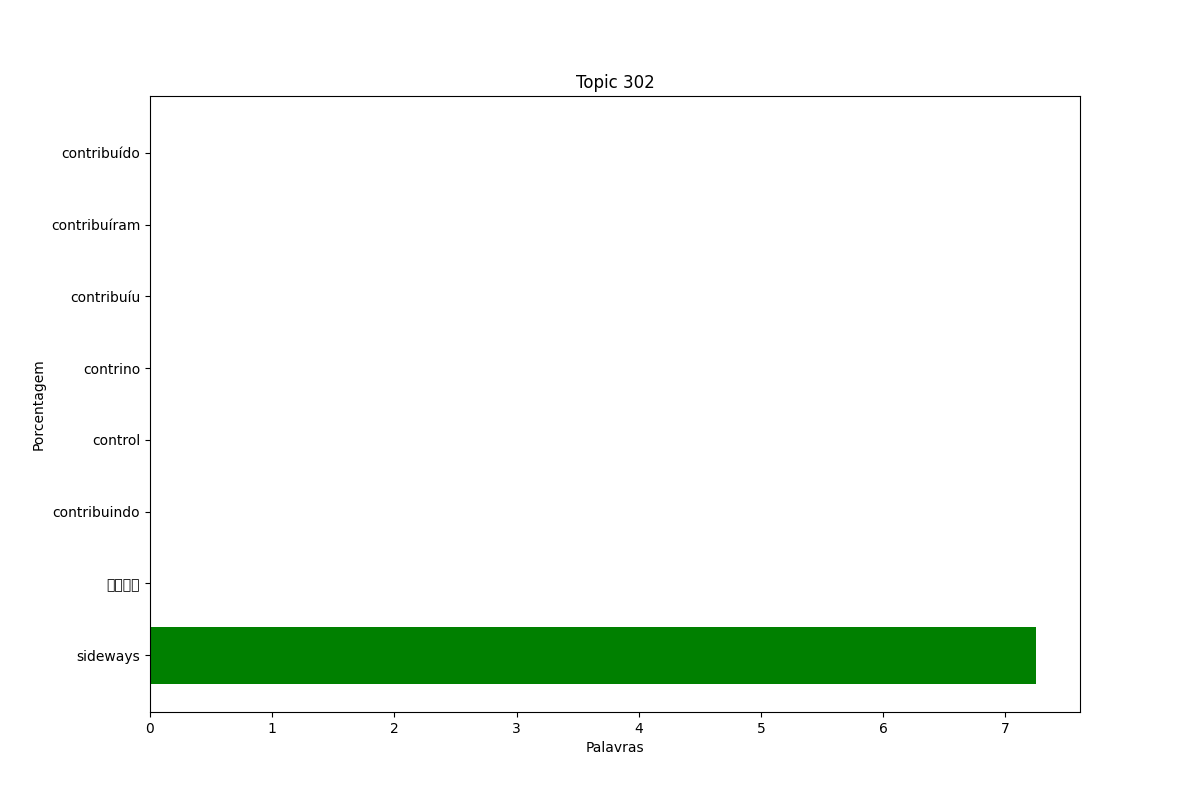 Topic 302
contribuído
contribuíram
contribuíu
contrino
control
contribuindo
sideways
Porcentagem
0 1 2 3 4 5 6 7
Palavras